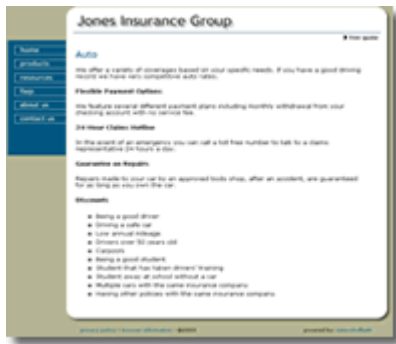 Jones Insurance Group
free quote
home
products
resources
faqs
about us
contact us
Auto
We offer a variety of coverages based on your specific needs. If you have a good driving
record we have very competitive auto rates.
Flexible Payment Options
We feature several different payment plans including monthly withdrawal from your
checking account with no service fee.
24 Hour Claims Hotline
In the event of an emergency you can call a toll free number to talk to a claims
representative 24 hours a day.
Guarantee on Repairs
Repairs made to your car by an approved body shop, after an accident, are guaranteed
for as long as you own the car.
Discounts
Being a good driver
Driving a safe car
Low annual mileage
Drivers over 50 years old
Carpools
Being a good student
Student that has taken drivers' training
Student away at school without a car
Multiple cars with the same insurance company
Having other policies with the same insurance company
privacy policy
powered by